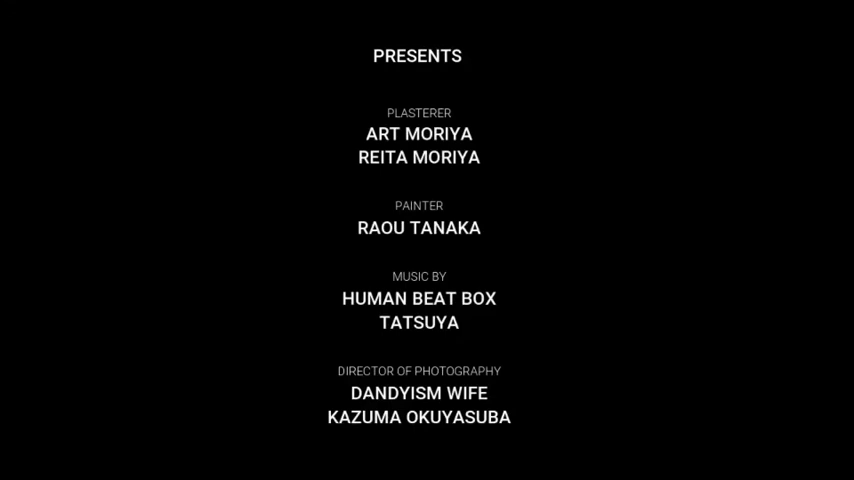 PRESENTS
PLASTERER
ART MORIYA
REITA MORIYA
PAINTER
RAOU TANAKA
MUSIC BY
HUMAN BEAT BOX
TATSUYA
DIRECTOR OF PHOTOGRAPHY
DANDYISM WIFE
KAZUMA OKUYASUBA